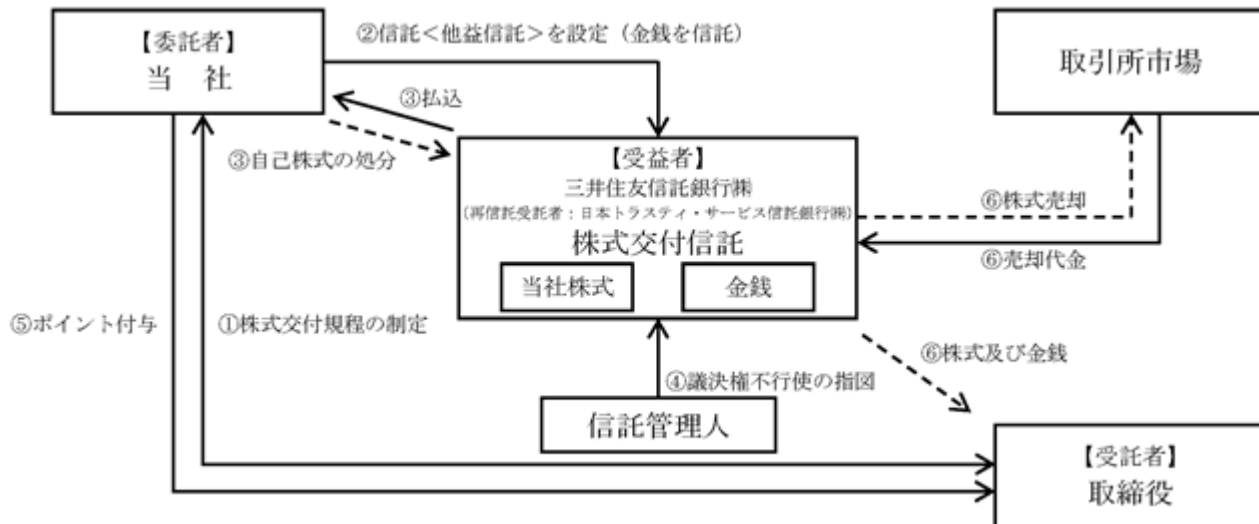 【委託者】
当 社
②信託<他益信託>を設定(金銭を信託)
取引所市場
③払込
③自己株式の処分
【受益者】
三井住友信託銀行㈱
(再信託受託者:日本トラスティ・サービス信託銀行㈱)
株式交付信託
当社株式
金銭
⑥株式売却
⑥売却代金
⑤ポイント付与
①株式交付規程の制定
⑥株式及び金銭
④議決権不行使の指図
信託管理人
【受託者】
取締役